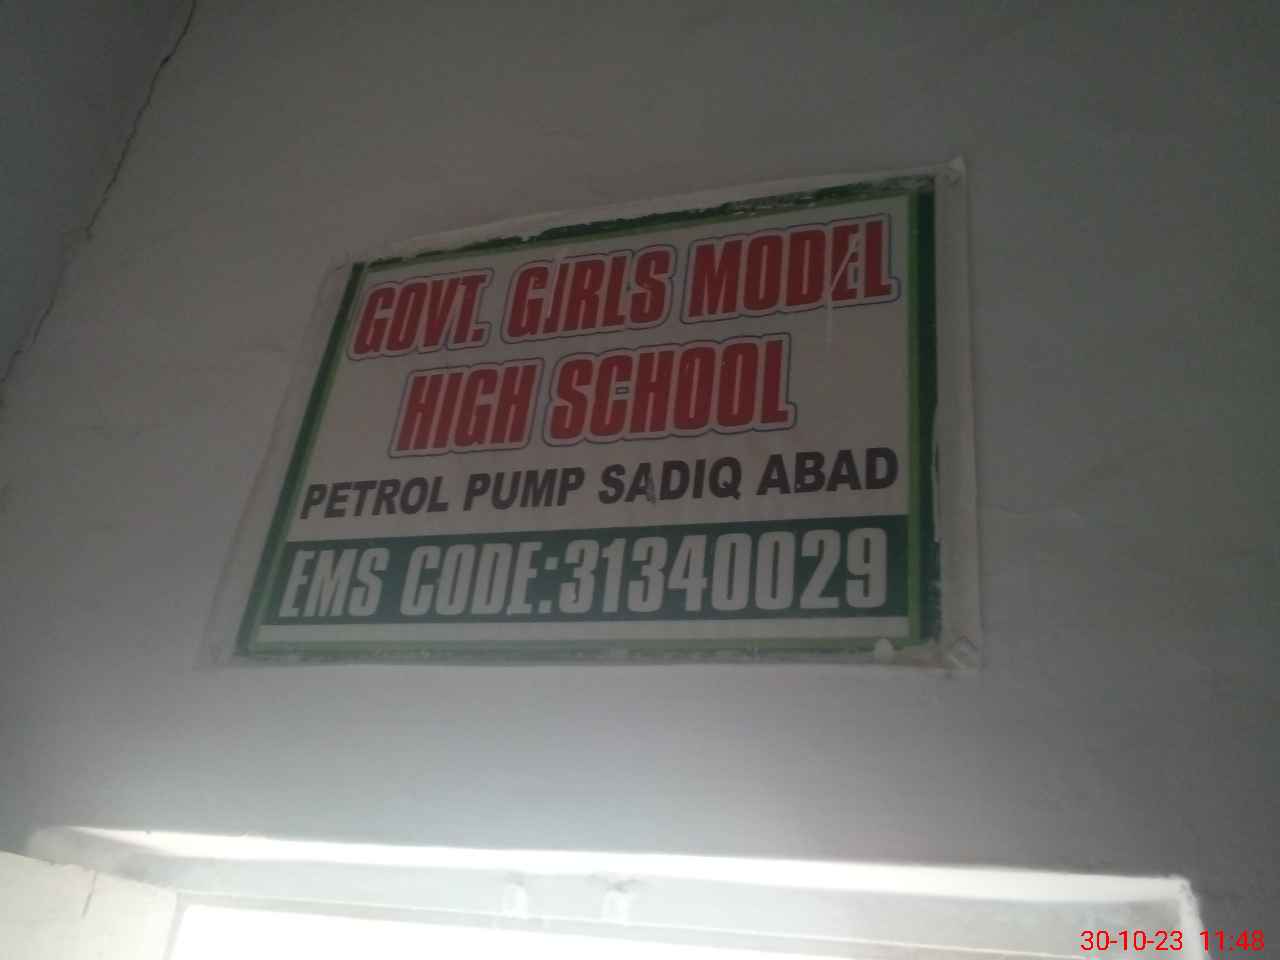 GOVT. GIRLS MODEL
HIGH SCHOOL
PETROL PUMP SADIQ ABAD
EMS CODE:31340029
30-10-23 11:48